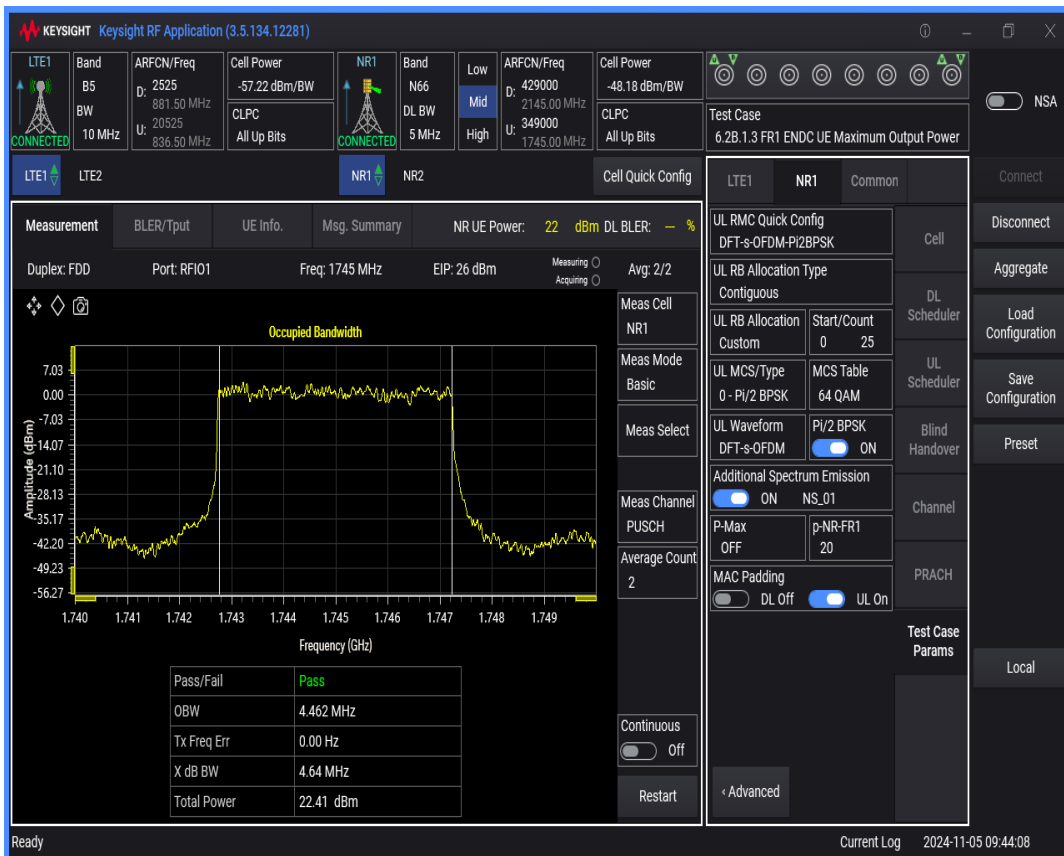 KEYSIGHT Keysight RF Application (3.5.134.12281)
LTE1
CONNECTED
Band
B5
BW
10 MHz
ARFCN/Freq
D: 2525
881.50 MHz
U: 20525
836.50 MHz
Cell Power
-57.22 dBm/BW
CLPC
All Up Bits
NR1
CONNECTED
Band
N66
DL BW
5 MHz
Low
Mid
High
ARFCN/Freq
D: 429000
2145.00 MHz
U: 349000
1745.00 MHz
Cell Power
-48.18 dBm/BW
CLPC
All Up Bits
Test Case
6.2B.1.3 FR1 ENDC UE Maximum Output Power
NSA
LTE1 LTE2 NR1 NR2 Cell Quick Config
Measurement BLER/Tput UE Info. Msg. Summary NR UE Power: 22 dBm DL BLER: -- %
Duplex: FDD Port: RFIO1 Freq: 1745 MHz EIP: 26 dBm Measuring Avg: 2/2
Acquiring
Occupied Bandwidth
Amplitude (dBm)
7.03
0.00
-7.03
-14.07
-21.10
-28.13
-35.17
-42.20
-49.23
-56.27
1.740 1.741 1.742 1.743 1.744 1.745 1.746 1.747 1.748 1.749
Frequency (GHz)
Pass/Fail Pass
OBW 4.462 MHz
Tx Freq Err 0.00 Hz
X dB BW 4.64 MHz
Total Power 22.41 dBm
Meas Cell
NR1
Meas Mode
Basic
Meas Select
Meas Channel
PUSCH
Average Count
2
Continuous
Off
Restart
LTE1 NR1 Common
UL RMC Quick Config
DFT-s-OFDM-Pi2BPSK
UL RB Allocation Type
Contiguous
UL RB Allocation
Custom
Start/Count
0 25
UL MCS/Type
0 - Pi/2 BPSK
MCS Table
64 QAM
UL Waveform
DFT-s-OFDM
Pi/2 BPSK
ON
Additional Spectrum Emission
ON NS_01
P-Max
OFF
p-NR-FR1
20
MAC Padding
DL Off UL On
‹ Advanced
Cell
DL
Scheduler
UL
Scheduler
Blind
Handover
Channel
PRACH
Test Case
Params
Connect
Disconnect
Aggregate
Load
Configuration
Save
Configuration
Preset
Local
Ready Current Log 2024-11-05 09:44:08